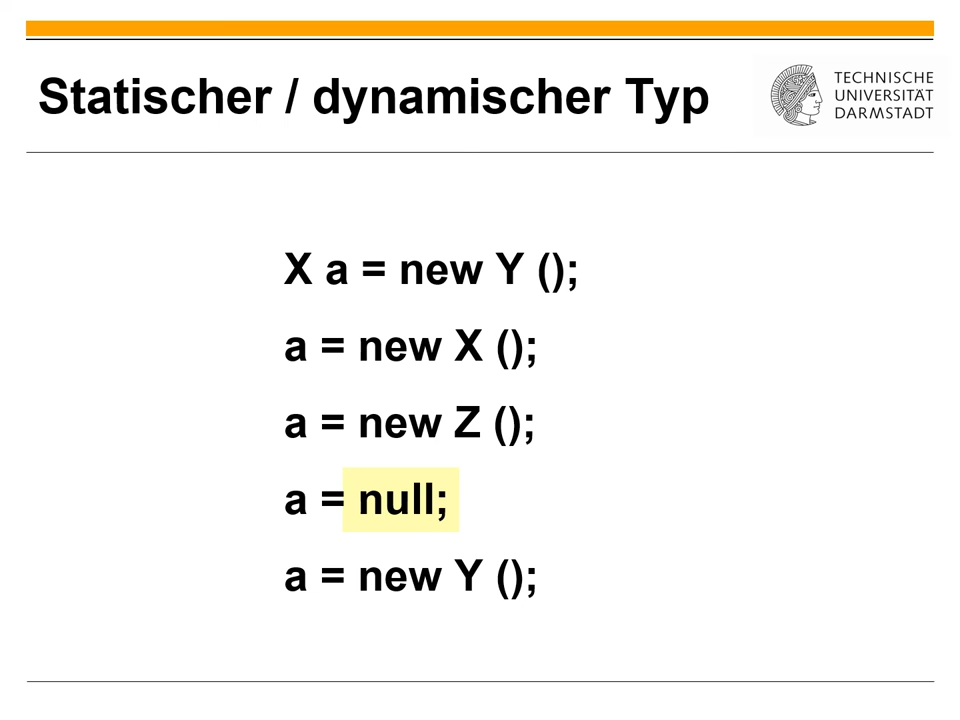 Statischer / dynamischer Typ
TECHNISCHE
UNIVERSITÄT
DARMSTADT
X a = new Y ();
a = new X ();
a = new Z ();
a = null;
a = new Y ();